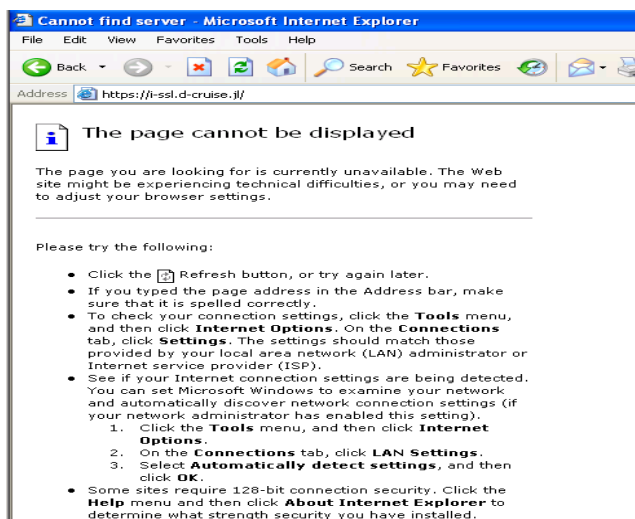 Cannot find server - Microsoft Internet Explorer
File Edit View Favorites Tools Help
Back Search Favorites
Address https://i-ssl.d-cruise.jl/
The page cannot be displayed
The page you are looking for is currently unavailable. The Web
site might be experiencing technical difficulties, or you may need
to adjust your browser settings.
Please try the following:
• Click the Refresh button, or try again later.
• If you typed the page address in the Address bar, make
sure that it is spelled correctly.
• To check your connection settings, click the Tools menu,
and then click Internet Options. On the Connections
tab, click Settings. The settings should match those
provided by your local area network (LAN) administrator or
Internet service provider (ISP).
• See if your Internet connection settings are being detected.
You can set Microsoft Windows to examine your network
and automatically discover network connection settings (if
your network administrator has enabled this setting).
1. Click the Tools menu, and then click Internet
Options.
2. On the Connections tab, click LAN Settings.
3. Select Automatically detect settings, and then
click OK.
• Some sites require 128-bit connection security. Click the
Help menu and then click About Internet Explorer to
determine what strength security you have installed.